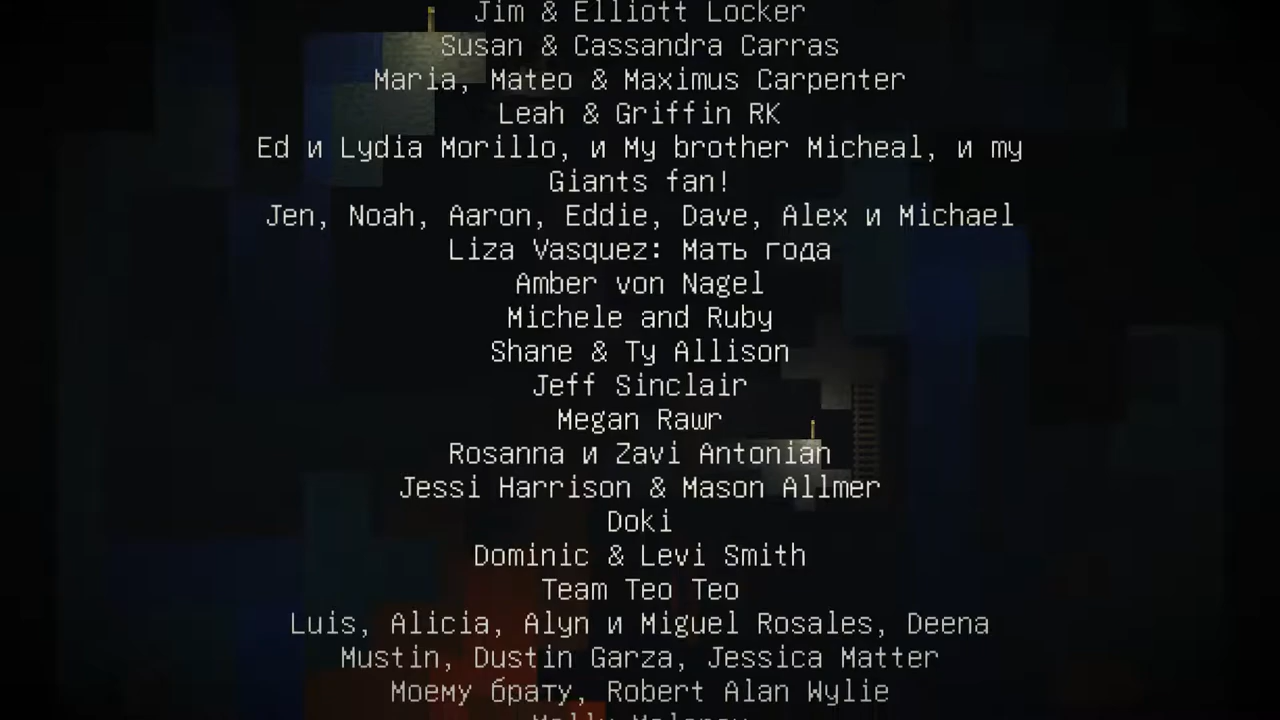 Jim & Elliott Locker
Susan & Cassandra Carras
Maria, Mateo & Maximus Carpenter
Leah & Griffin RK
Ed и Lydia Morillo, и My brother Micheal, и my
Giants fan!
Jen, Noah, Aaron, Eddie, Dave, Alex и Michael
Liza Vasquez: Мать года
Amber von Nagel
Michele and Ruby
Shane & Ty Allison
Jeff Sinclair
Megan Rawr
Rosanna и Zavi Antonian
Jessi Harrison & Mason Allmer
Doki
Dominic & Levi Smith
Team Teo Teo
Luis, Alicia, Alyn и Miguel Rosales, Deena
Mustin, Dustin Garza, Jessica Matter
Моему брату, Robert Alan Wylie